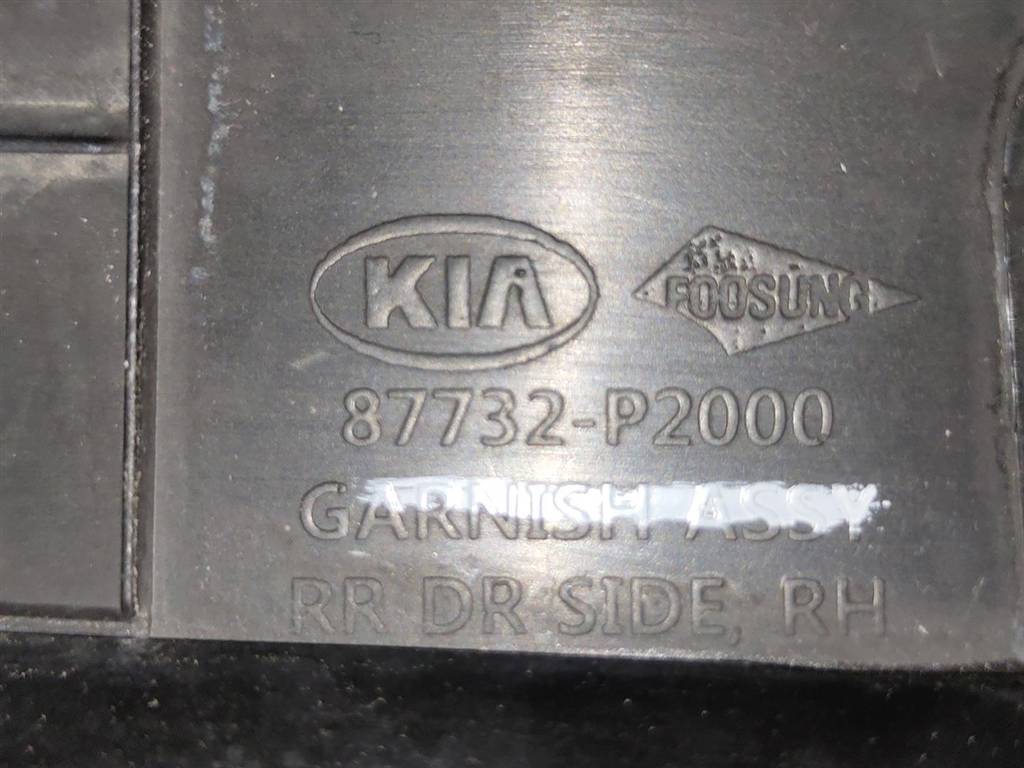 KIA FOOSUNG
87732-P2000
GARNISH ASSY
RR DR SIDE, RH